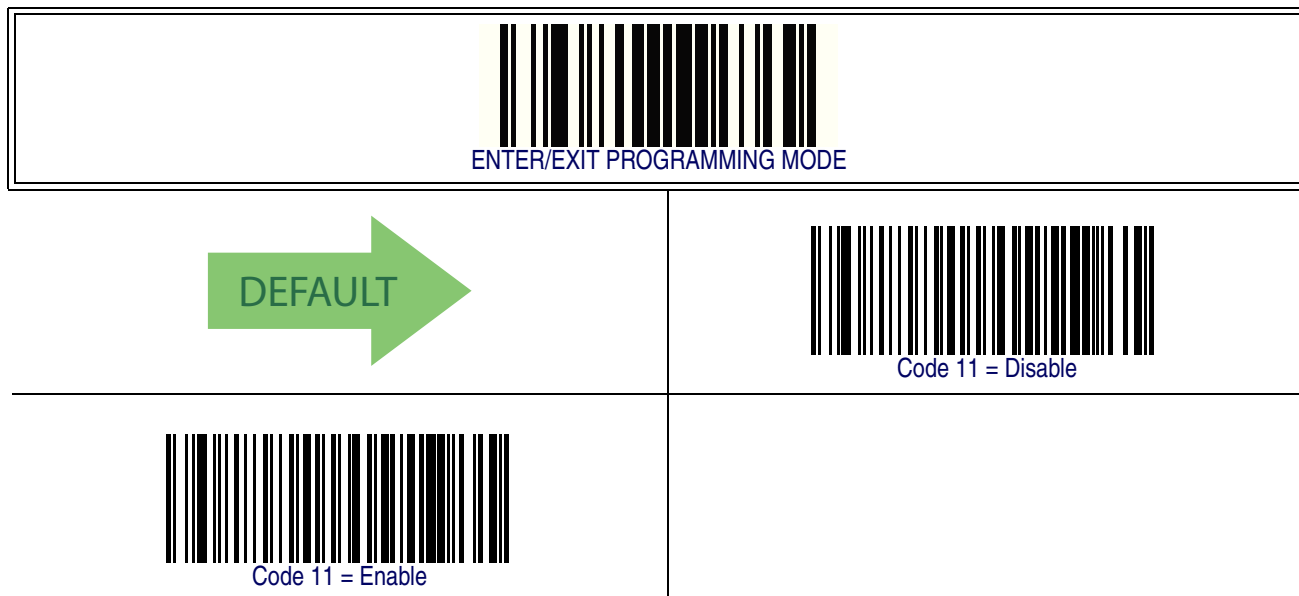 ENTER/EXIT PROGRAMMING MODE
DEFAULT
Code 11 = Disable
Code 11 = Enable